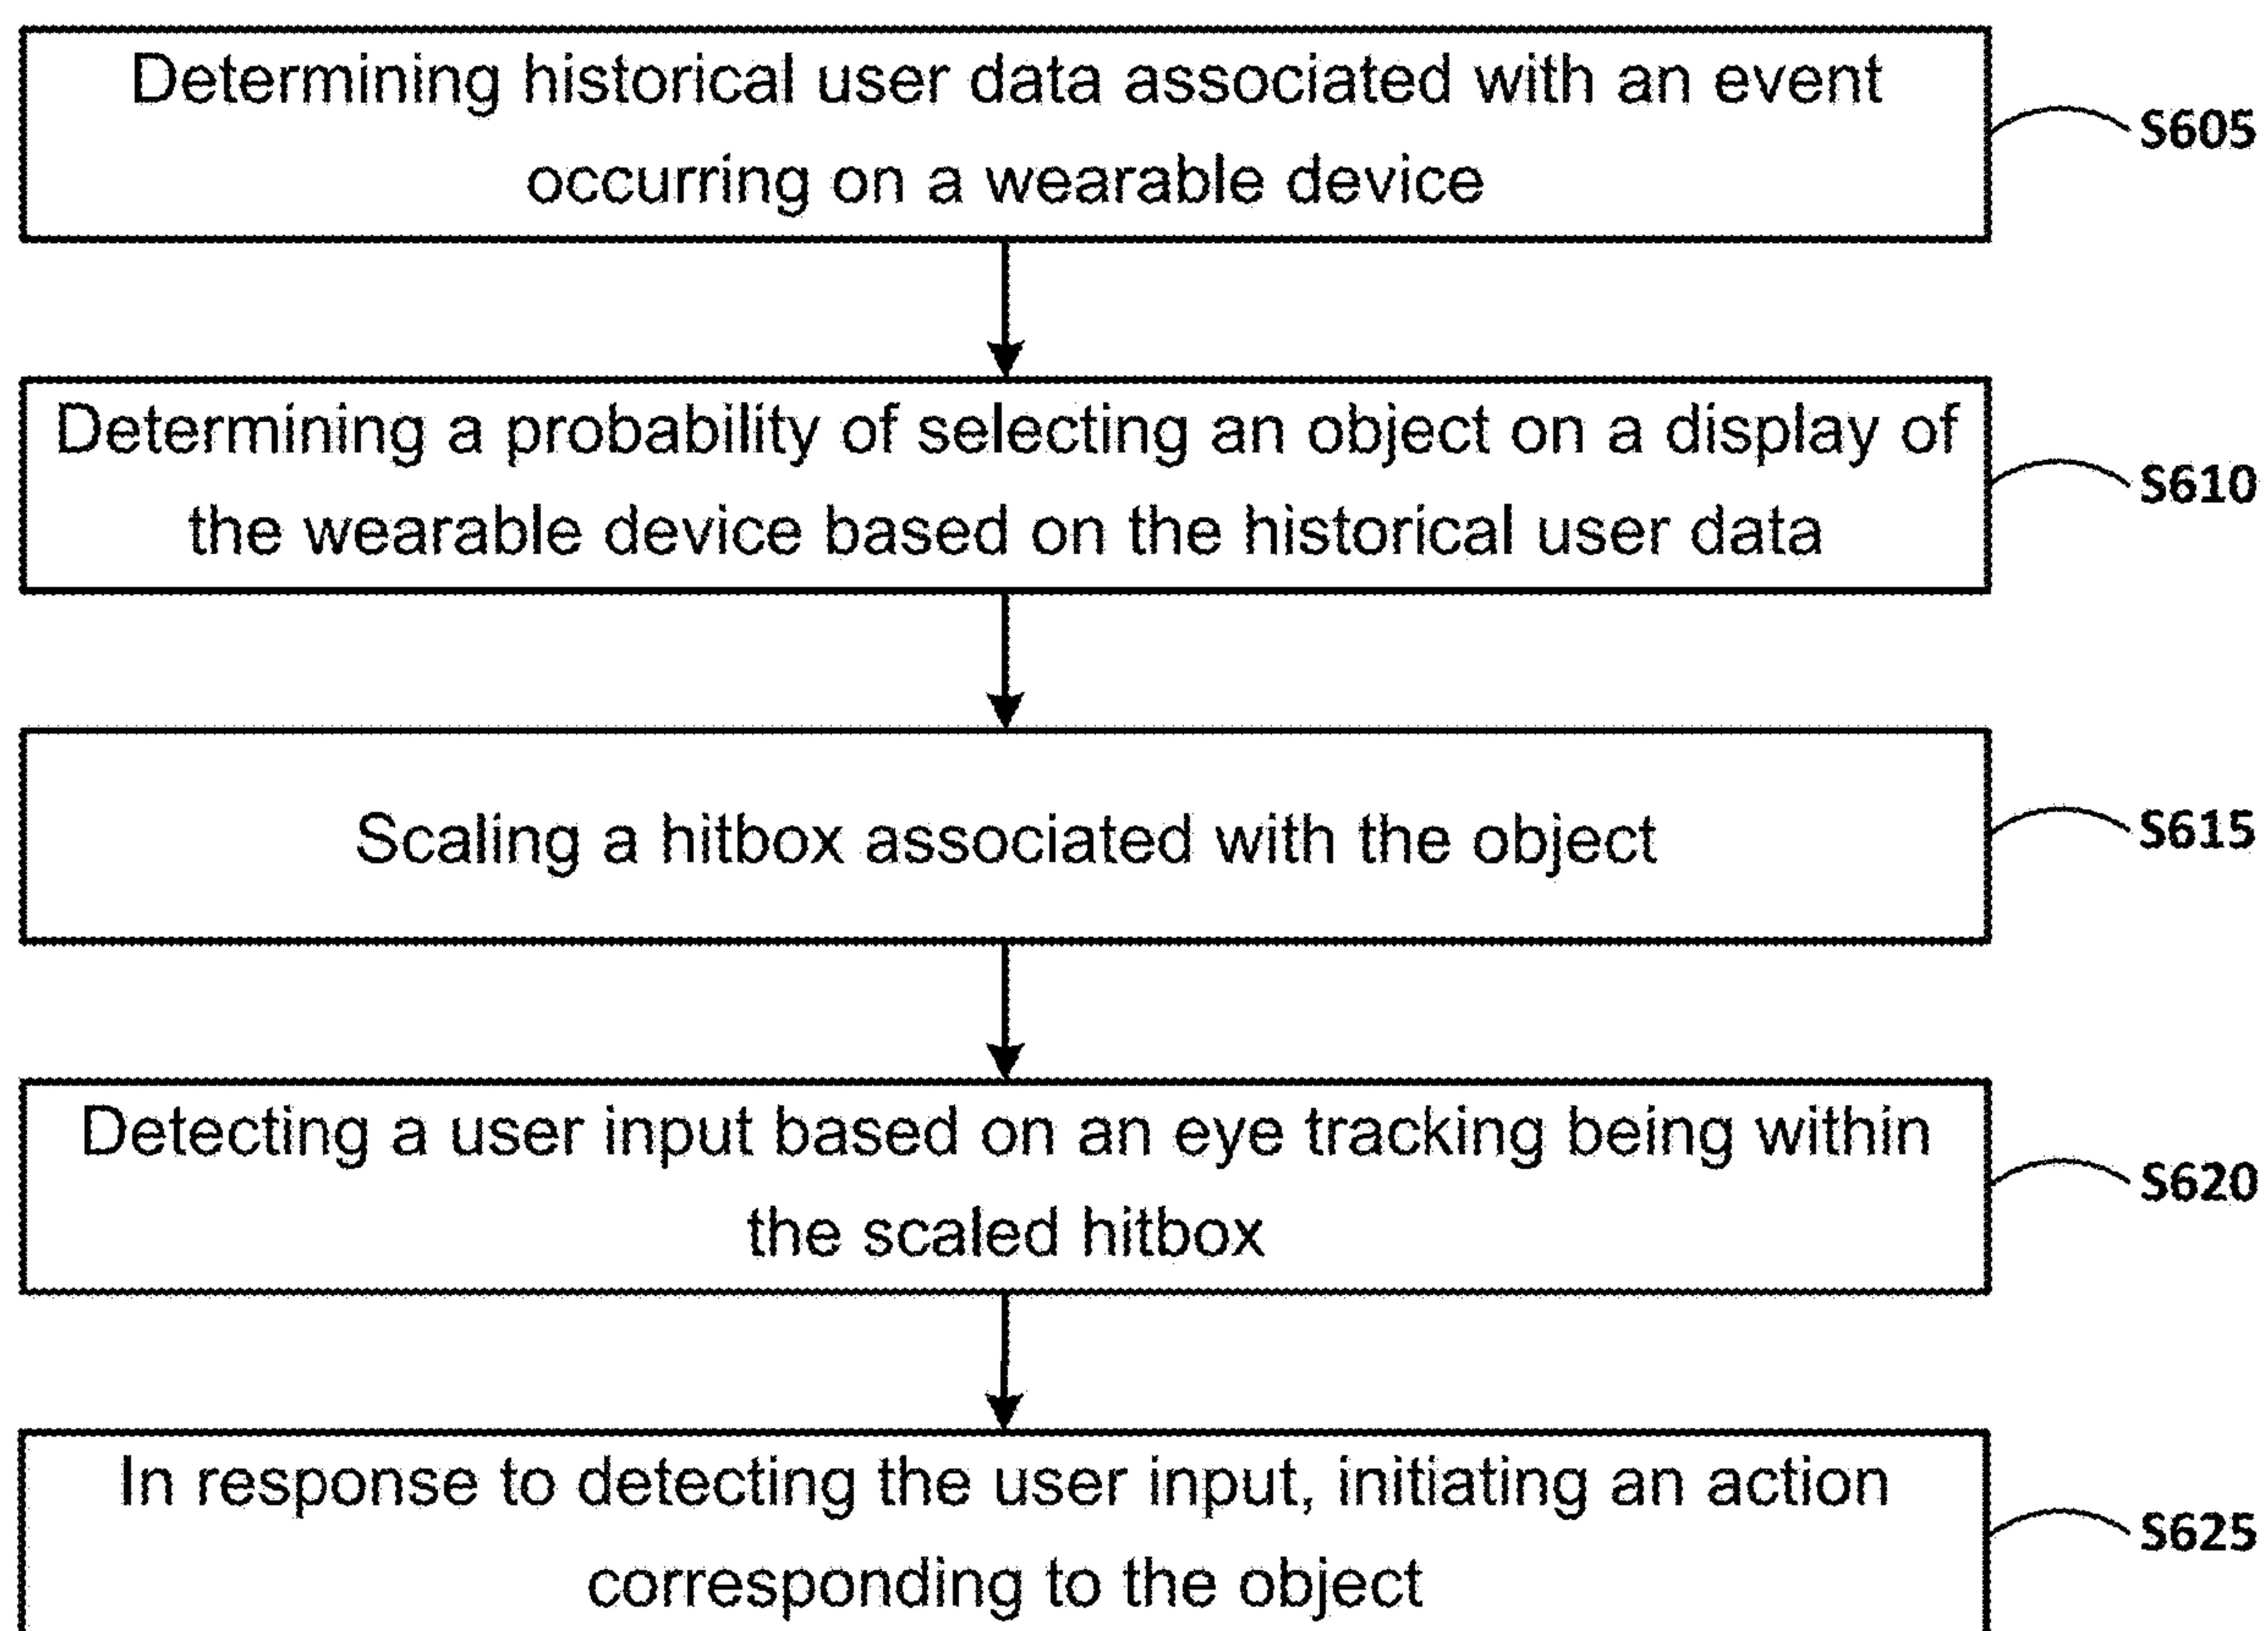 Determining historical user data associated with an event
occurring on a wearable device
S605
Determining a probability of selecting an object on a display of
the wearable device based on the historical user data
S610
Scaling a hitbox associated with the object
S615
Detecting a user input based on an eye tracking being within
the scaled hitbox
S620
In response to detecting the user input, initiating an action
corresponding to the object
S625